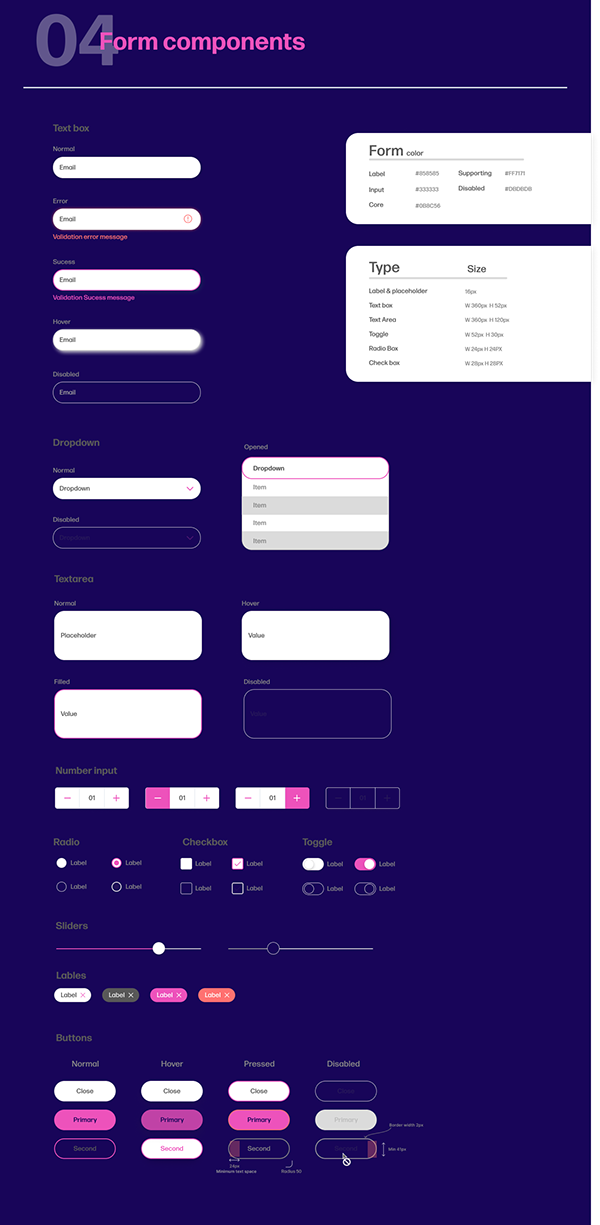 04
Form components
Text box
Normal
Email
Error
Email
Validation error message
Sucess
Email
Validation Sucess message
Hover
Email
Disabled
Email
Form color
Label #858585 Supporting #FF7171
Input #333333 Disabled #DBDBDB
Core
Type Size
Label & placeholder 16px
Text box W 360px H 52px
Text Area W 360px H 120px
Toggle W 52px H 30px
Radio Box W 24px H 24PX
Check box W 28px H 28PX
Dropdown
Normal
Dropdown
Disabled
Dropdown
Opened
Dropdown
Item
Item
Item
Item
Textarea
Normal Hover
Placeholder Value
Filled Disabled
Value
Number input
01 01 01 01
Radio Checkbox Toggle
Label Label Label Label Label Label
Label Label Label Label Label Label
Sliders
Lables
Label × Label × Label × Label ×
Buttons
Normal Hover Pressed Disabled
Close Close Close Close
Primary Primary Primary Primary
Border width 2px
Second Second Second
Min 41px
24px
Minimum text space Radius 50